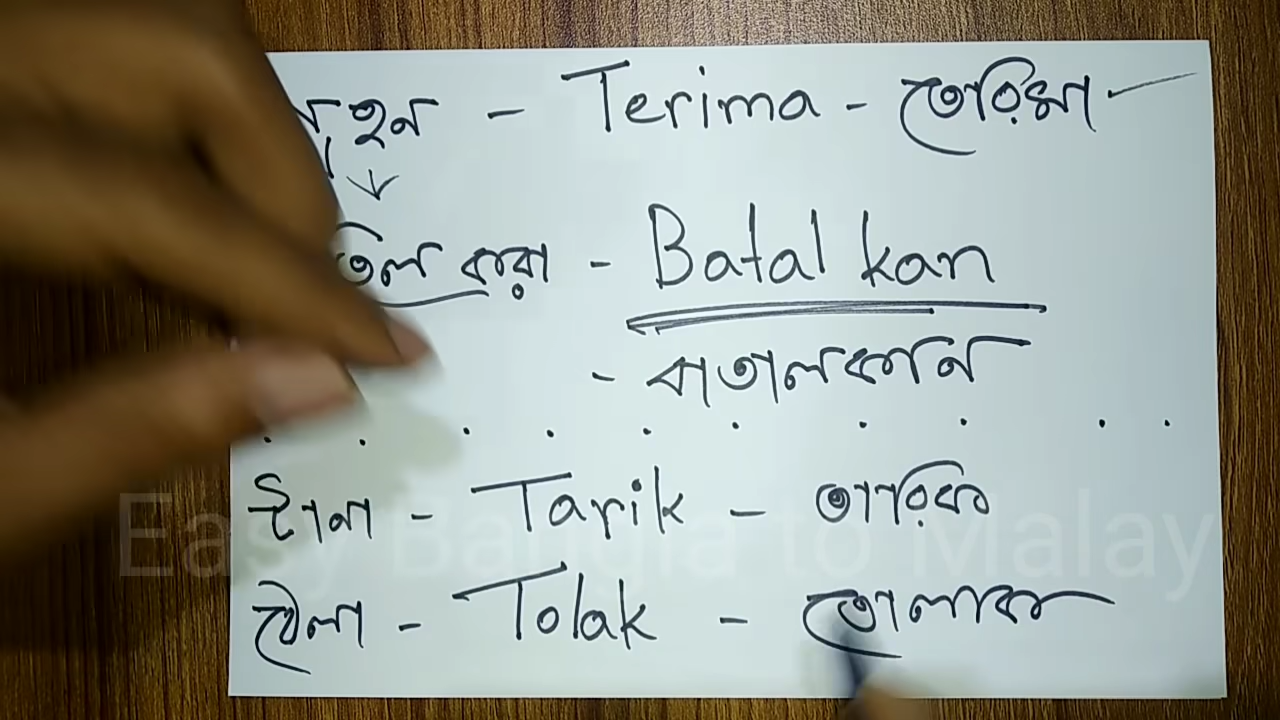 হুন - Terima - তেরিমা
তিল করা - Batal kan
- বাতালকান
টানা - Tarik - তারিক
ঠেলা - Tolak - তোলাক
Easy Bangla to Malay